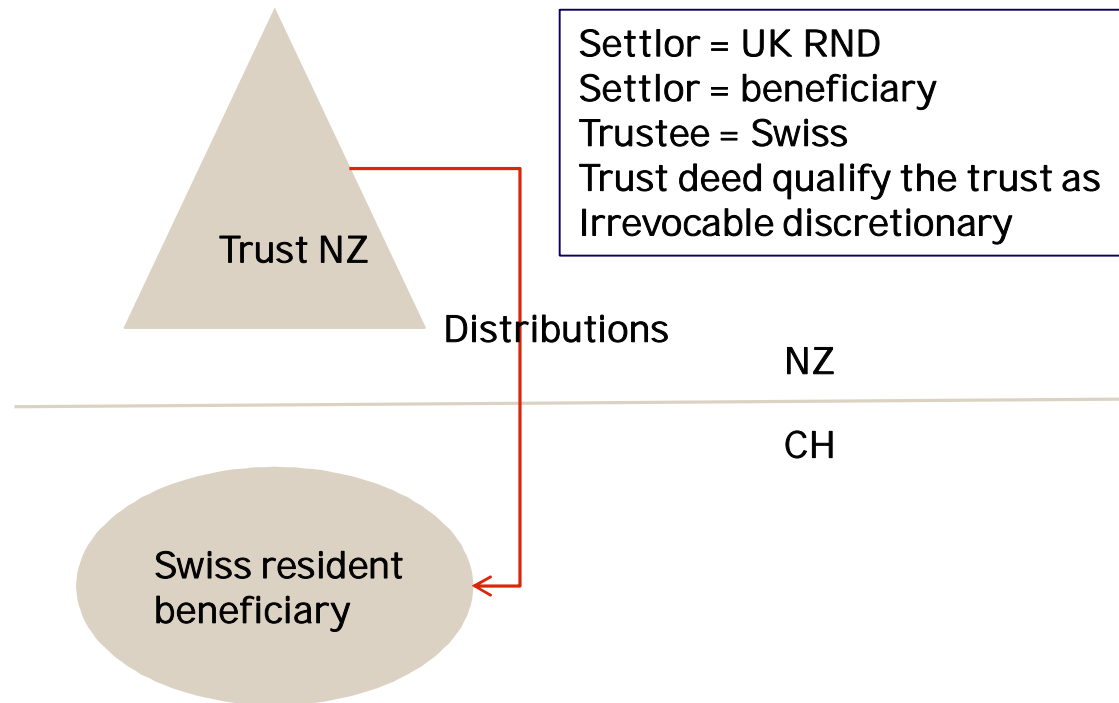 Settlor = UK RND
Settlor = beneficiary
Trustee = Swiss
Trust deed qualify the trust as
Irrevocable discretionary
Trust NZ
Distributions
NZ
CH
Swiss resident
beneficiary